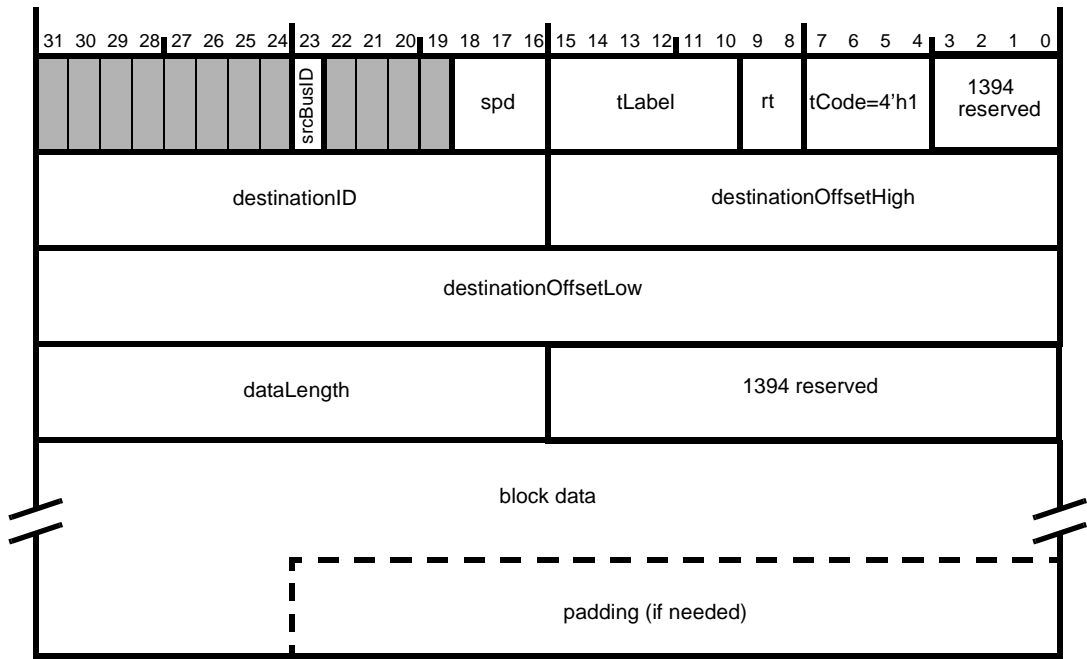 31 30 29 28 27 26 25 24 23 22 21 20 19 18 17 16 15 14 13 12 11 10 9 8 7 6 5 4 3 2 1 0
srcBusID spd tLabel rt tCode=4'h1 1394
reserved
destinationID destinationOffsetHigh
destinationOffsetLow
dataLength 1394 reserved
block data
padding (if needed)